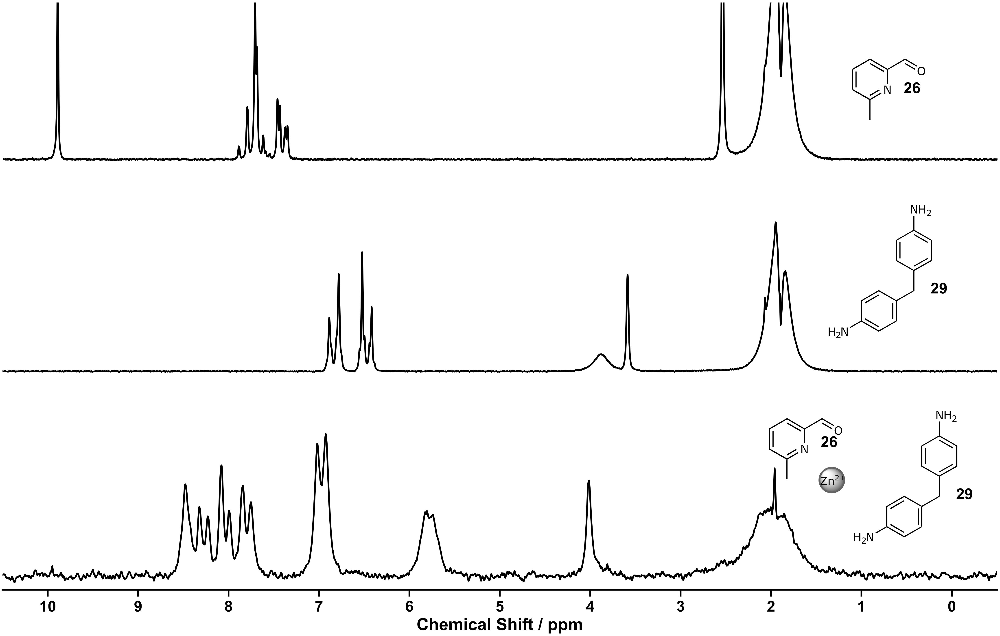 O
N
26
NH₂
29
H₂N
NH₂
O
26
N
Zn²⁺
29
H₂N
10 9 8 7 6 5 4 3 2 1 0
Chemical Shift / ppm